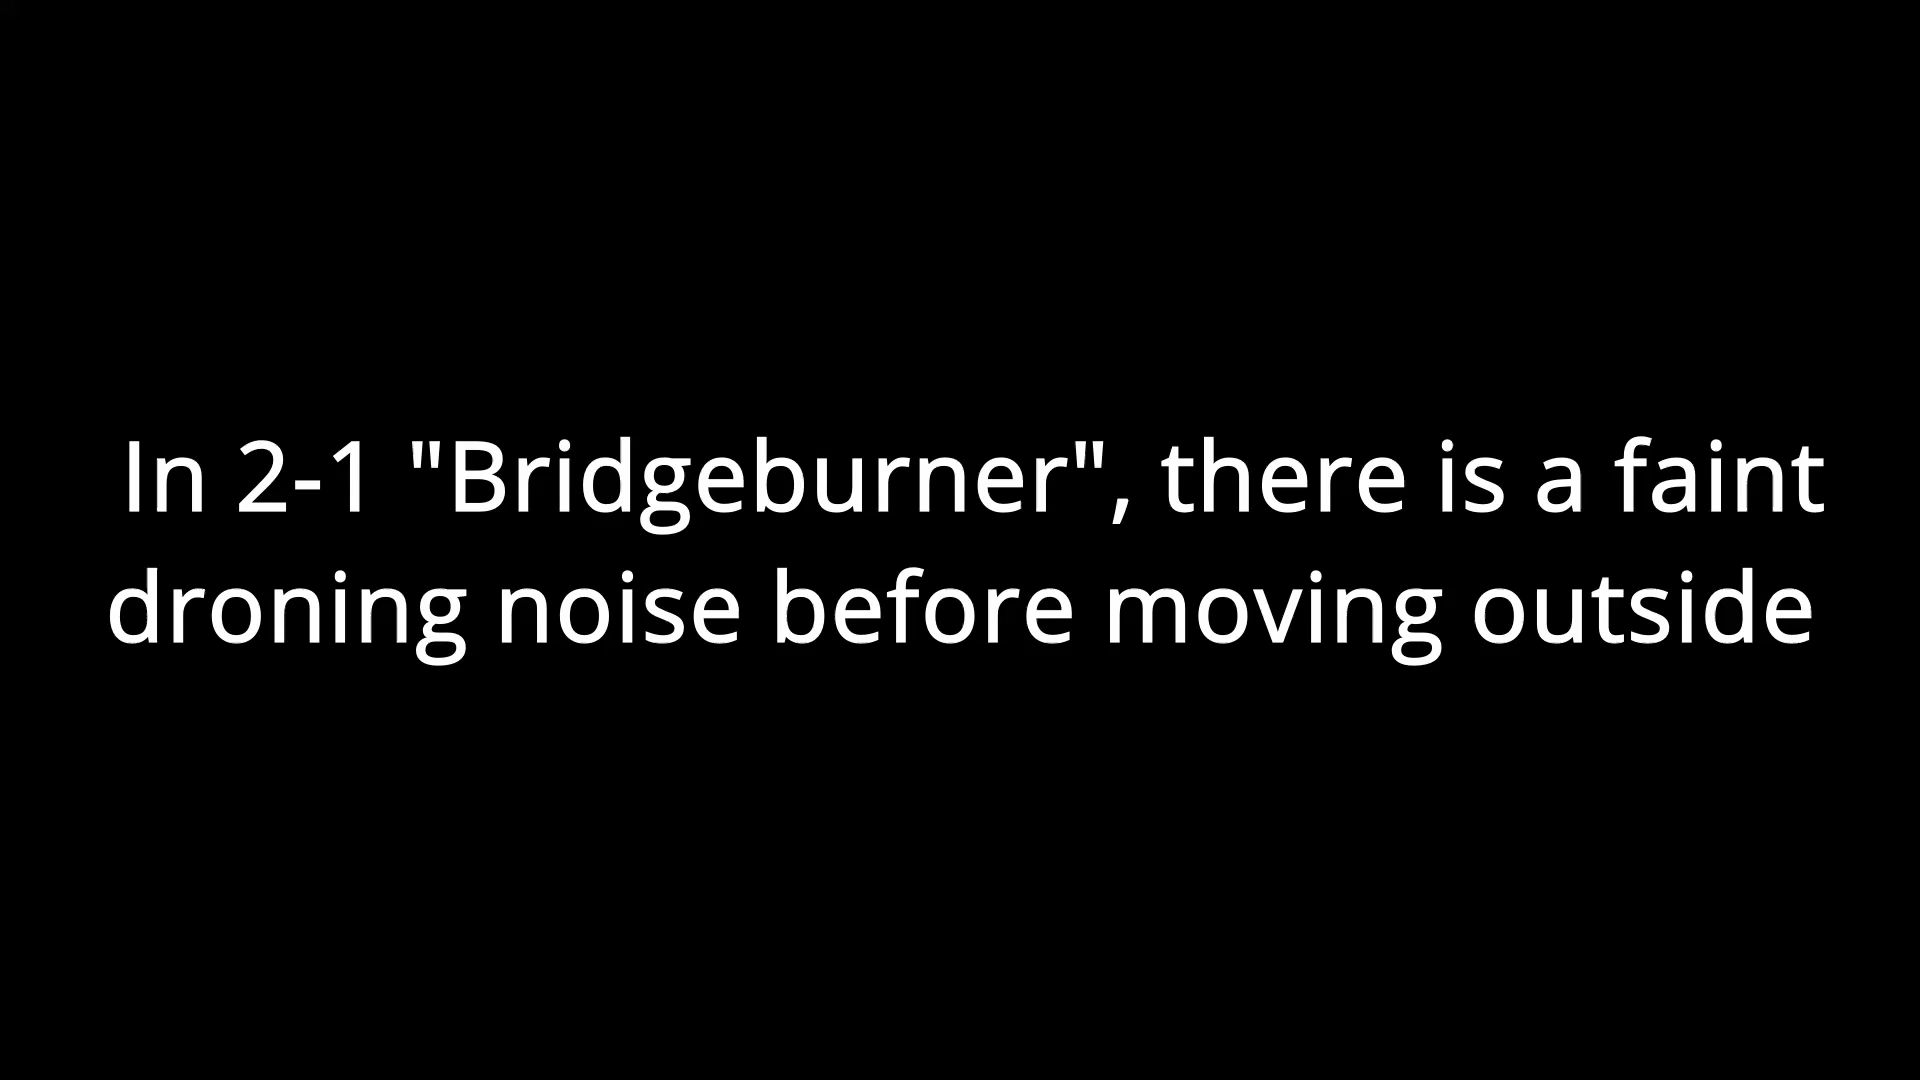 In 2-1 "Bridgeburner", there is a faint
droning noise before moving outside